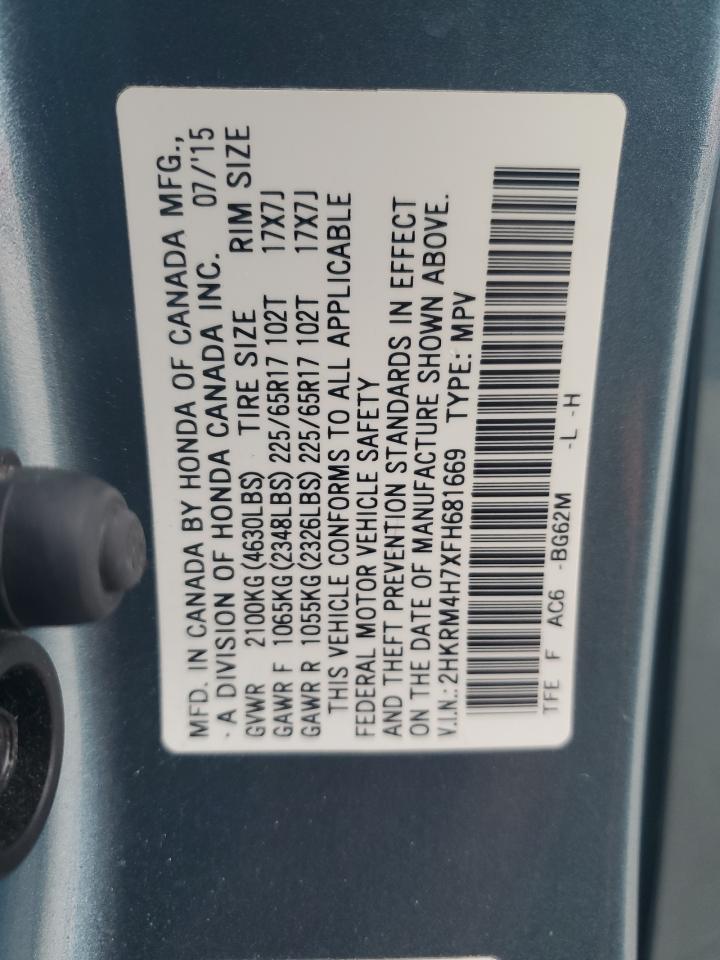 MFD. IN CANADA BY HONDA OF CANADA MFG.,
· A DIVISION OF HONDA CANADA INC. 07/'15
GVWR 2100KG(4630LBS) TIRE SIZE RIM SIZE
GAWR F 1065KG(2348LBS) 225/65R17 102T 17X7J
GAWR R 1055KG(2326LBS) 225/65R17 102T 17X7J
THIS VEHICLE CONFORMS TO ALL APPLICABLE
FEDERAL MOTOR VEHICLE SAFETY
AND THEFT PREVENTION STANDARDS IN EFFECT
ON THE DATE OF MANUFACTURE SHOWN ABOVE.
V.I.N.: 2HKRM4H7XFH681669 TYPE: MPV
TFE F AC6 -BG62M -L -H